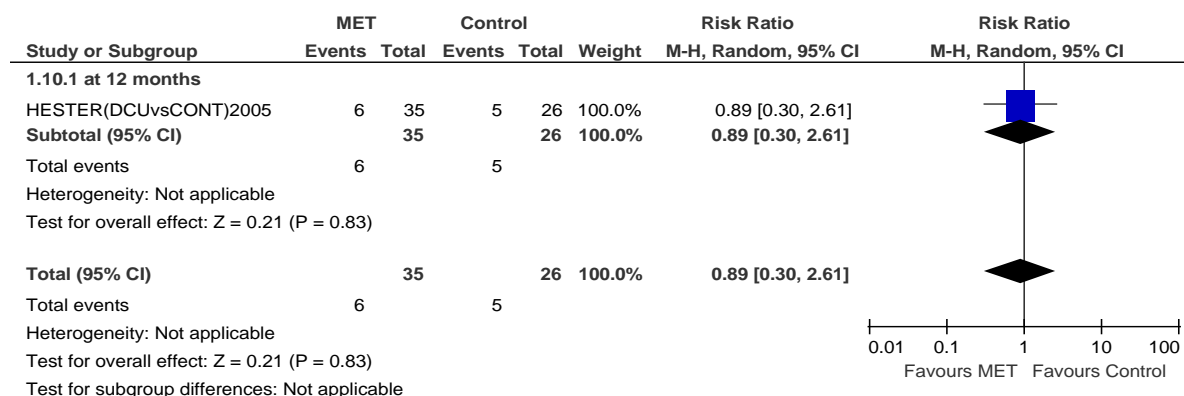 MET Control Risk Ratio Risk Ratio
Study or Subgroup Events Total Events Total Weight M-H, Random, 95% CI M-H, Random, 95% CI
1.10.1 at 12 months
HESTER(DCUvsCONT)2005 6 35 5 26 100.0% 0.89 [0.30, 2.61]
Subtotal (95% CI) 35 26 100.0% 0.89 [0.30, 2.61]
Total events 6 5
Heterogeneity: Not applicable
Test for overall effect: Z = 0.21 (P = 0.83)
Total (95% CI) 35 26 100.0% 0.89 [0.30, 2.61]
Total events 6 5
Heterogeneity: Not applicable
Test for overall effect: Z = 0.21 (P = 0.83)
Test for subgroup differences: Not applicable
0.01 0.1 1 10 100
Favours MET Favours Control